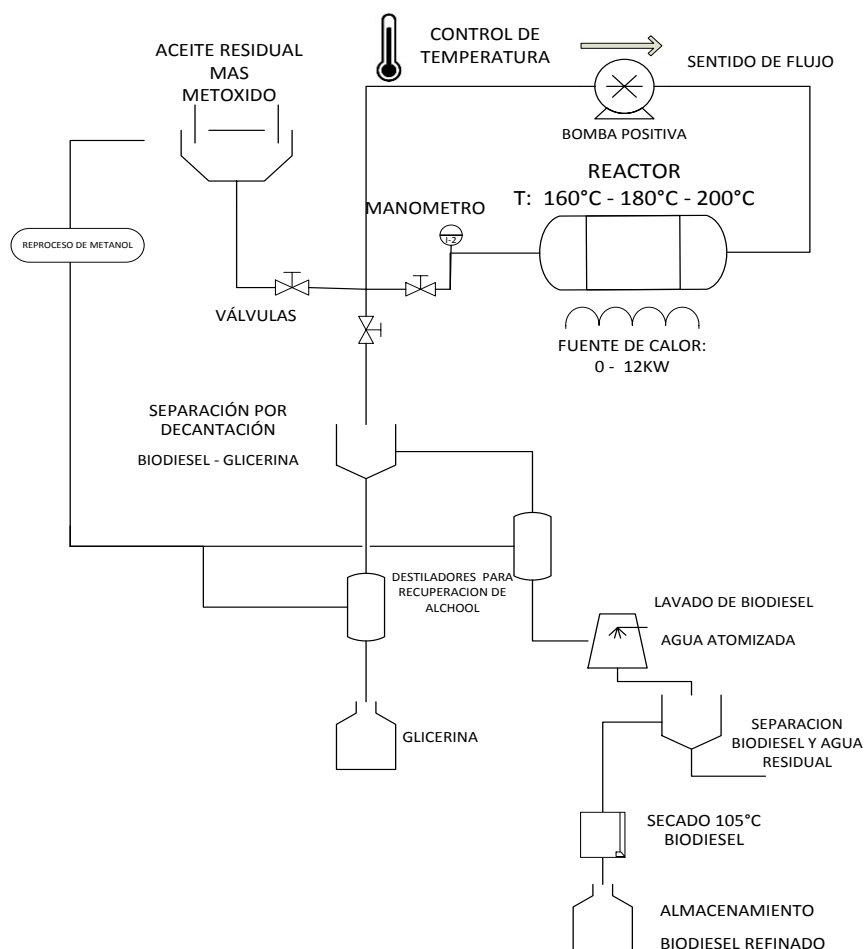 CONTROL DE
TEMPERATURA
SENTIDO DE FLUJO
ACEITE RESIDUAL
MAS
METOXIDO
BOMBA POSITIVA
REACTOR
T: 160°C - 180°C - 200°C
MANOMETRO
I-2
REPROCESO DE METANOL
VÁLVULAS
FUENTE DE CALOR:
0 - 12KW
SEPARACIÓN POR
DECANTACIÓN
BIODIESEL - GLICERINA
DESTILADORES PARA
RECUPERACION DE
ALCHOOL
LAVADO DE BIODIESEL
AGUA ATOMIZADA
GLICERINA
SEPARACION
BIODIESEL Y AGUA
RESIDUAL
SECADO 105°C
BIODIESEL
ALMACENAMIENTO
BIODIESEL REFINADO